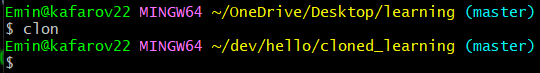 Emin@kafarov22 MINGW64 ~/OneDrive/Desktop/learning (master)
$ clon
Emin@kafarov22 MINGW64 ~/dev/hello/cloned_learning (master)
$